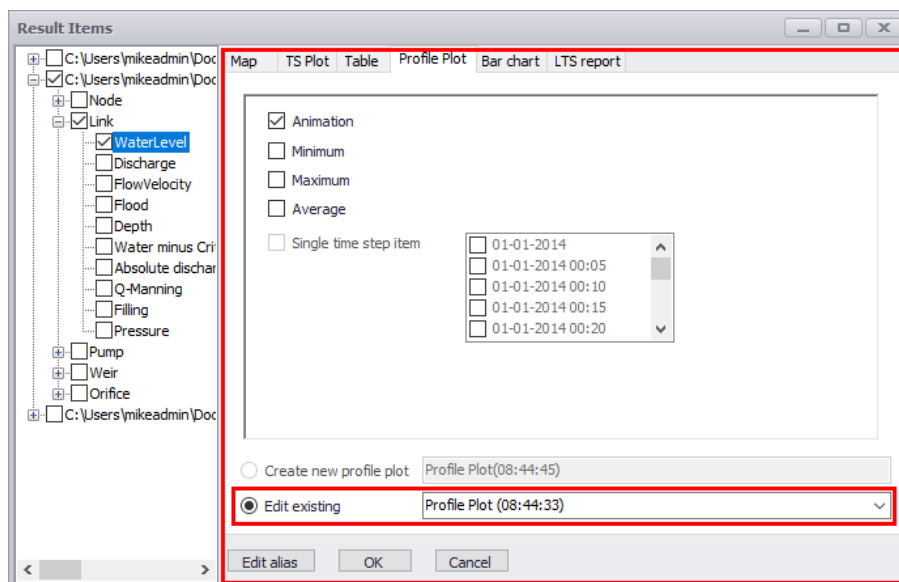 Result Items
C:\Users\mikeadmin\Doc
C:\Users\mikeadmin\Doc
Node
Link
WaterLevel
Discharge
FlowVelocity
Flood
Depth
Water minus Cri
Absolute dischar
Q-Manning
Filling
Pressure
Pump
Weir
Orifice
C:\Users\mikeadmin\Doc
Map TS Plot Table Profile Plot Bar chart LTS report
Animation
Minimum
Maximum
Average
Single time step item
01-01-2014
01-01-2014 00:05
01-01-2014 00:10
01-01-2014 00:15
01-01-2014 00:20
Create new profile plot Profile Plot(08:44:45)
Edit existing Profile Plot (08:44:33)
Edit alias OK Cancel